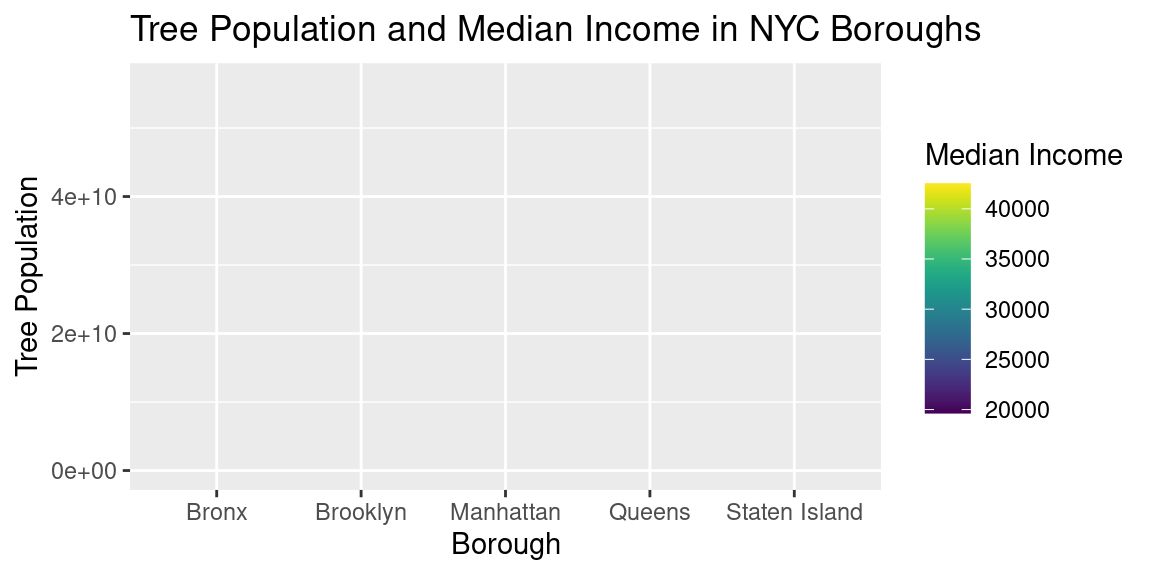 Tree Population and Median Income in NYC Boroughs
Tree Population
4e+10
2e+10
0e+00
Bronx Brooklyn Manhattan Queens Staten Island
Borough
Median Income
40000
35000
30000
25000
20000